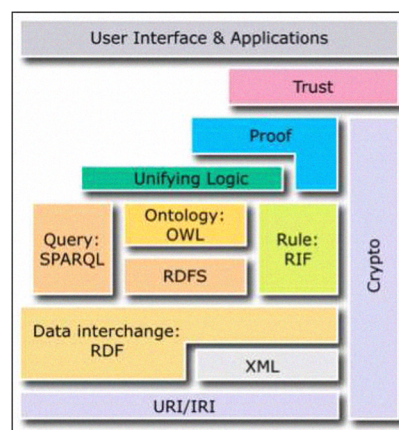 User Interface & Applications
Trust
Proof
Unifying Logic
Query:
SPARQL
Ontology:
OWL
RDFS
Rule:
RIF
Crypto
Data interchange:
RDF
XML
URI/IRI